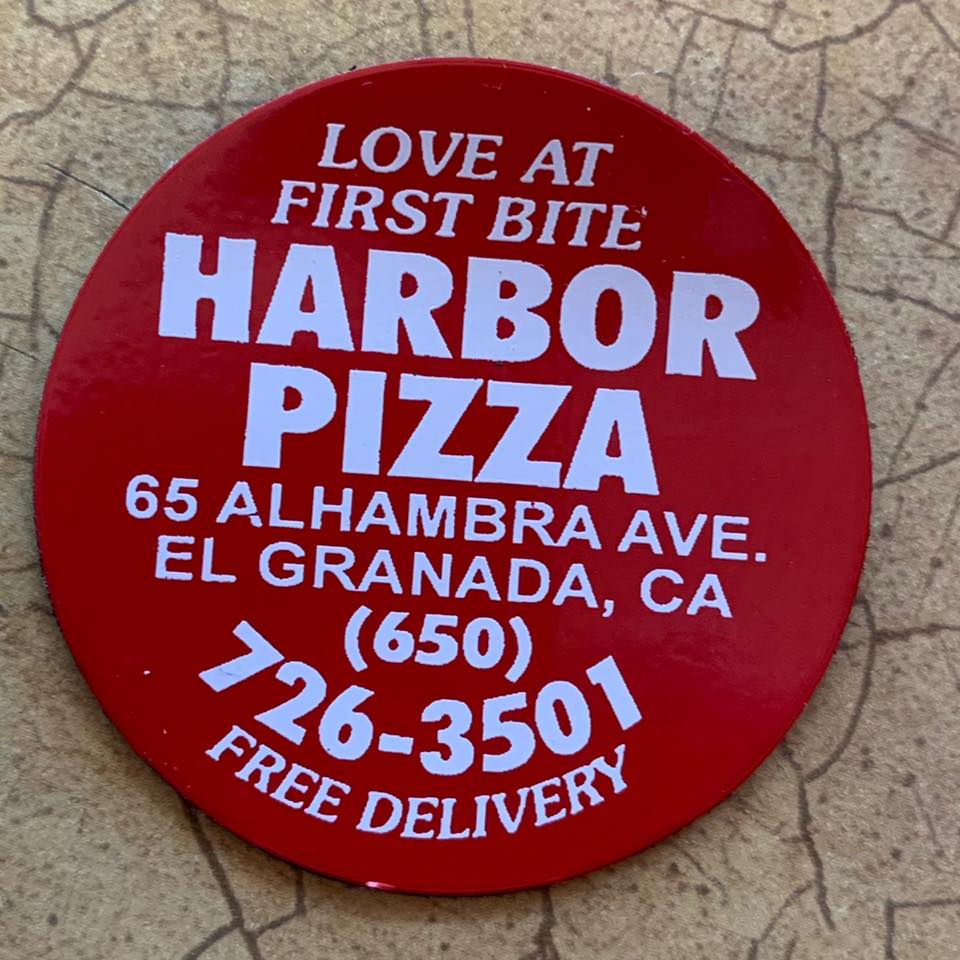 LOVE AT
FIRST BITE
HARBOR
PIZZA
65 ALHAMBRA AVE.
EL GRANADA, CA
(650)
726-3501
FREE DELIVERY